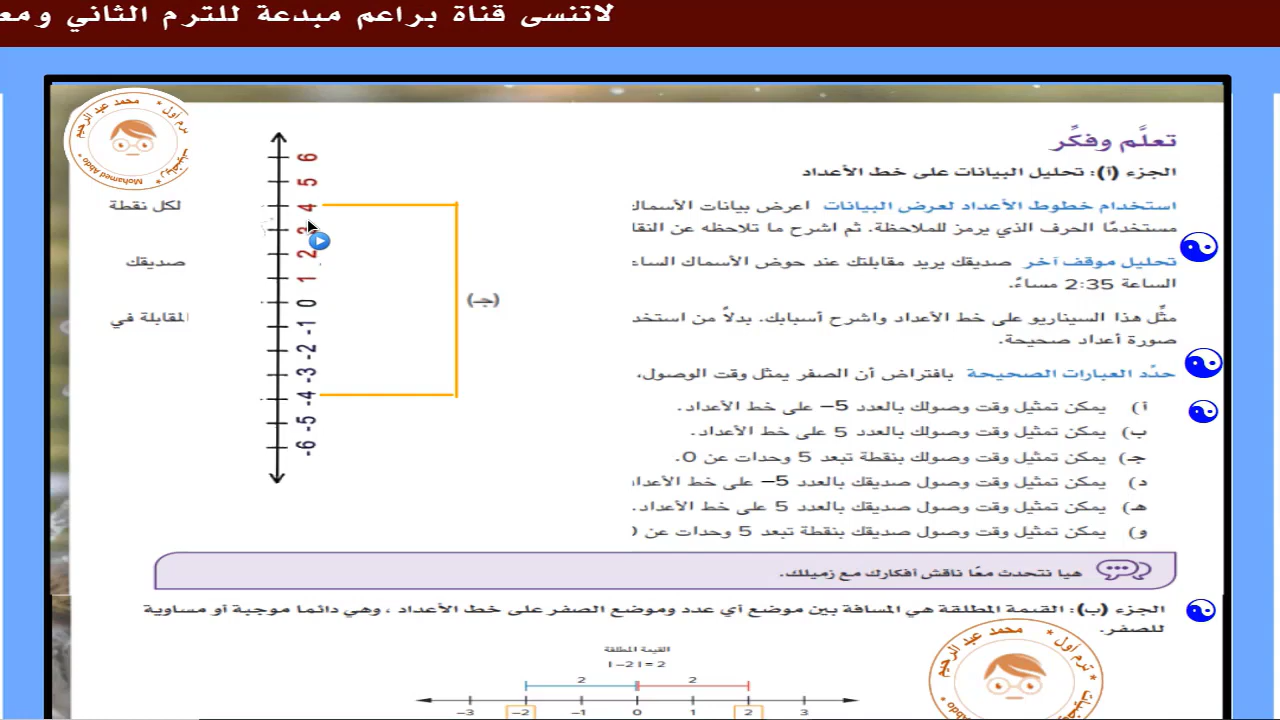 لاتنسى قناة براعم مبدعة للترم الثاني ومع
تعلَّم وفكِّر
الجزء (أ): تحليل البيانات على خط الأعداد
استخدام خطوط الأعداد لعرض البيانات اعرض بيانات الأسماك لكل نقطة
مستخدمًا الحرف الذي يرمز للملاحظة. ثم اشرح ما تلاحظه عن النقا
تحليل موقف آخر صديقك يريد مقابلتك عند حوض الأسماك الساعة صديقك
الساعة 2:35 مساءً.
مثِّل هذا السيناريو على خط الأعداد واشرح أسبابك. بدلاً من استخد المقابلة في
صورة أعداد صحيحة.
حدِّد العبارات الصحيحة بافتراض أن الصفر يمثل وقت الوصول،
أ) يمكن تمثيل وقت وصولك بالعدد 5− على خط الأعداد.
ب) يمكن تمثيل وقت وصولك بالعدد 5 على خط الأعداد.
جـ) يمكن تمثيل وقت وصولك بنقطة تبعد 5 وحدات عن 0.
د) يمكن تمثيل وقت وصول صديقك بالعدد 5− على خط الأعداد
هـ) يمكن تمثيل وقت وصول صديقك بالعدد 5 على خط الأعداد.
و) يمكن تمثيل وقت وصول صديقك بنقطة تبعد 5 وحدات عن 0
6
5
4
3
2
1
0
-1
-2
-3
-4
-5
-6
(جـ)
محمد عبد الرحيم * ترم أول *
Mohamed Abdo *
هيا نتحدث معًا ناقش أفكارك مع زميلك.
الجزء (ب): القيمة المطلقة هي المسافة بين موضع أي عدد وموضع الصفر على خط الأعداد ، وهي دائما موجبة أو مساوية
للصفر.
القيمة المطلقة
| −2 | = 2
2 2
−3 −2 −1 0 1 2 3
محمد عبد الرحيم * ترم أول *